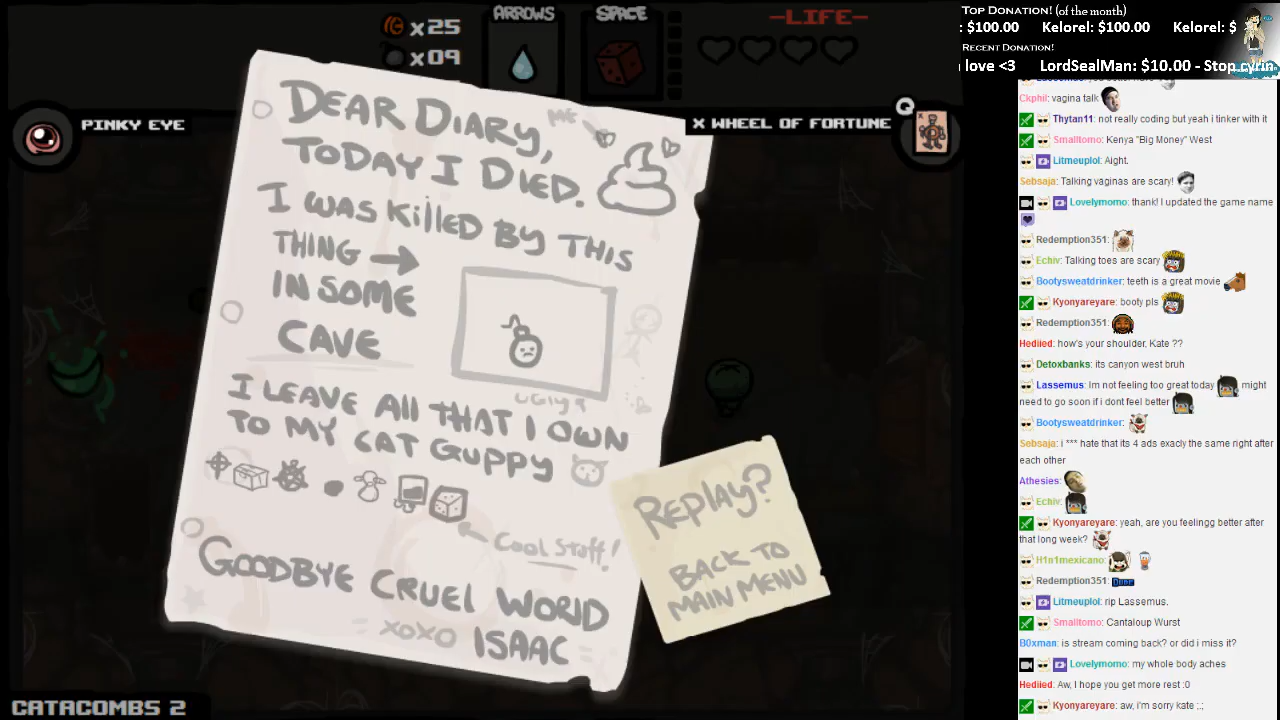 x25
x09
ARROWS
SPACE
-LIFE-
PINKY EYE
Q
X WHEEL OF FORTUNE
DEAR DIARY,
ME
TODAY I DIED.
I WAS KILLED BY THIS
THING →
IN SOME
CAVE
UGLY
I LEAVE ALL THAT I OWN
TO MY CAT GUPPY
COOL STUFF!
GOODBYE CRUEL WORLD
XOXO ISAAC
REPLAY?
BACK TO
MAIN MENU
CATACOMBS 2
TOP DONATION! (of the month)
: $100.00 Kelorel: $100.00 Kelorel: $
RECENT DONATION!
love <3 LordSealMan: $10.00 - Stop
Ckphil: vagina talk
Thytan11: not really coding but yeah i tinker with it
Smalltomo: Kenya "Big Money" West
Litmeuplol: Aight.
Sebsaja: Talking vaginas are scary!
Lovelymomo: thank! I updated the game name
Redemption351:
Echiv: Talking toes are scary
Bootysweatdrinker: teeth is a great movie
Kyonyareyare: booty pls
Redemption351:
Hediied: how's your shoulder, Kate ??
Detoxbanks: its canyon west bruh
Lassemus: Im not feeling too great today might
need to go soon if i dont feel better
Bootysweatdrinker:
Sebsaja: i *** hate that its 4 ads exacly the same right after
each other
Athesies:
Echiv:
Kyonyareyare: yeah, are you feelingg better after
that long week?
H1n1mexicano:
Redemption351:
Litmeuplol: rip Lassemus.
Smalltomo: Cantaloup Wurst
B0xman: is stream coming back? or did i miss it?
Lovelymomo: my whole body aches
Hediied: Aw, I hope you get more rest :0
Kyonyareyare: aw, i'm sorry kate ;.;